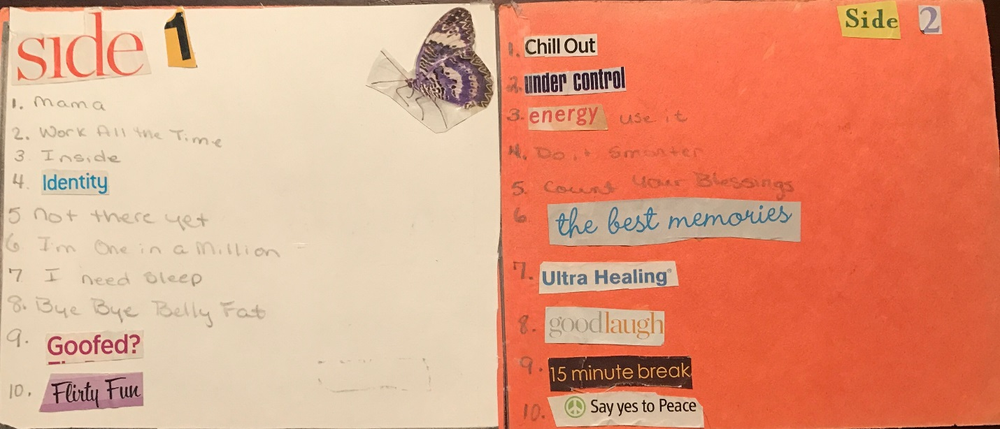 side 1
1. Mama
2. Work All the Time
3. Inside
4. Identity
5 Not there yet
6 I'm One in a Million
7 I need sleep
8. Bye Bye Belly Fat
9. Goofed?
10. Flirty Fun
Side 2
1. Chill Out
2. under control
3. energy use it
4. Do it Smarter
5. Count Your Blessings
6 the best memories
7. Ultra Healing®
8. goodlaugh
9. 15 minute break
10. Say yes to Peace